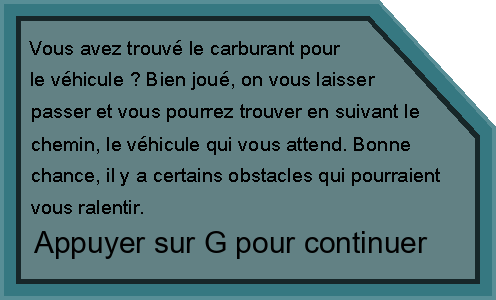 Vous avez trouvé le carburant pour
le véhicule ? Bien joué, on vous laisser
passer et vous pourrez trouver en suivant le
chemin, le véhicule qui vous attend. Bonne
chance, il y a certains obstacles qui pourraient
vous ralentir.
Appuyer sur G pour continuer